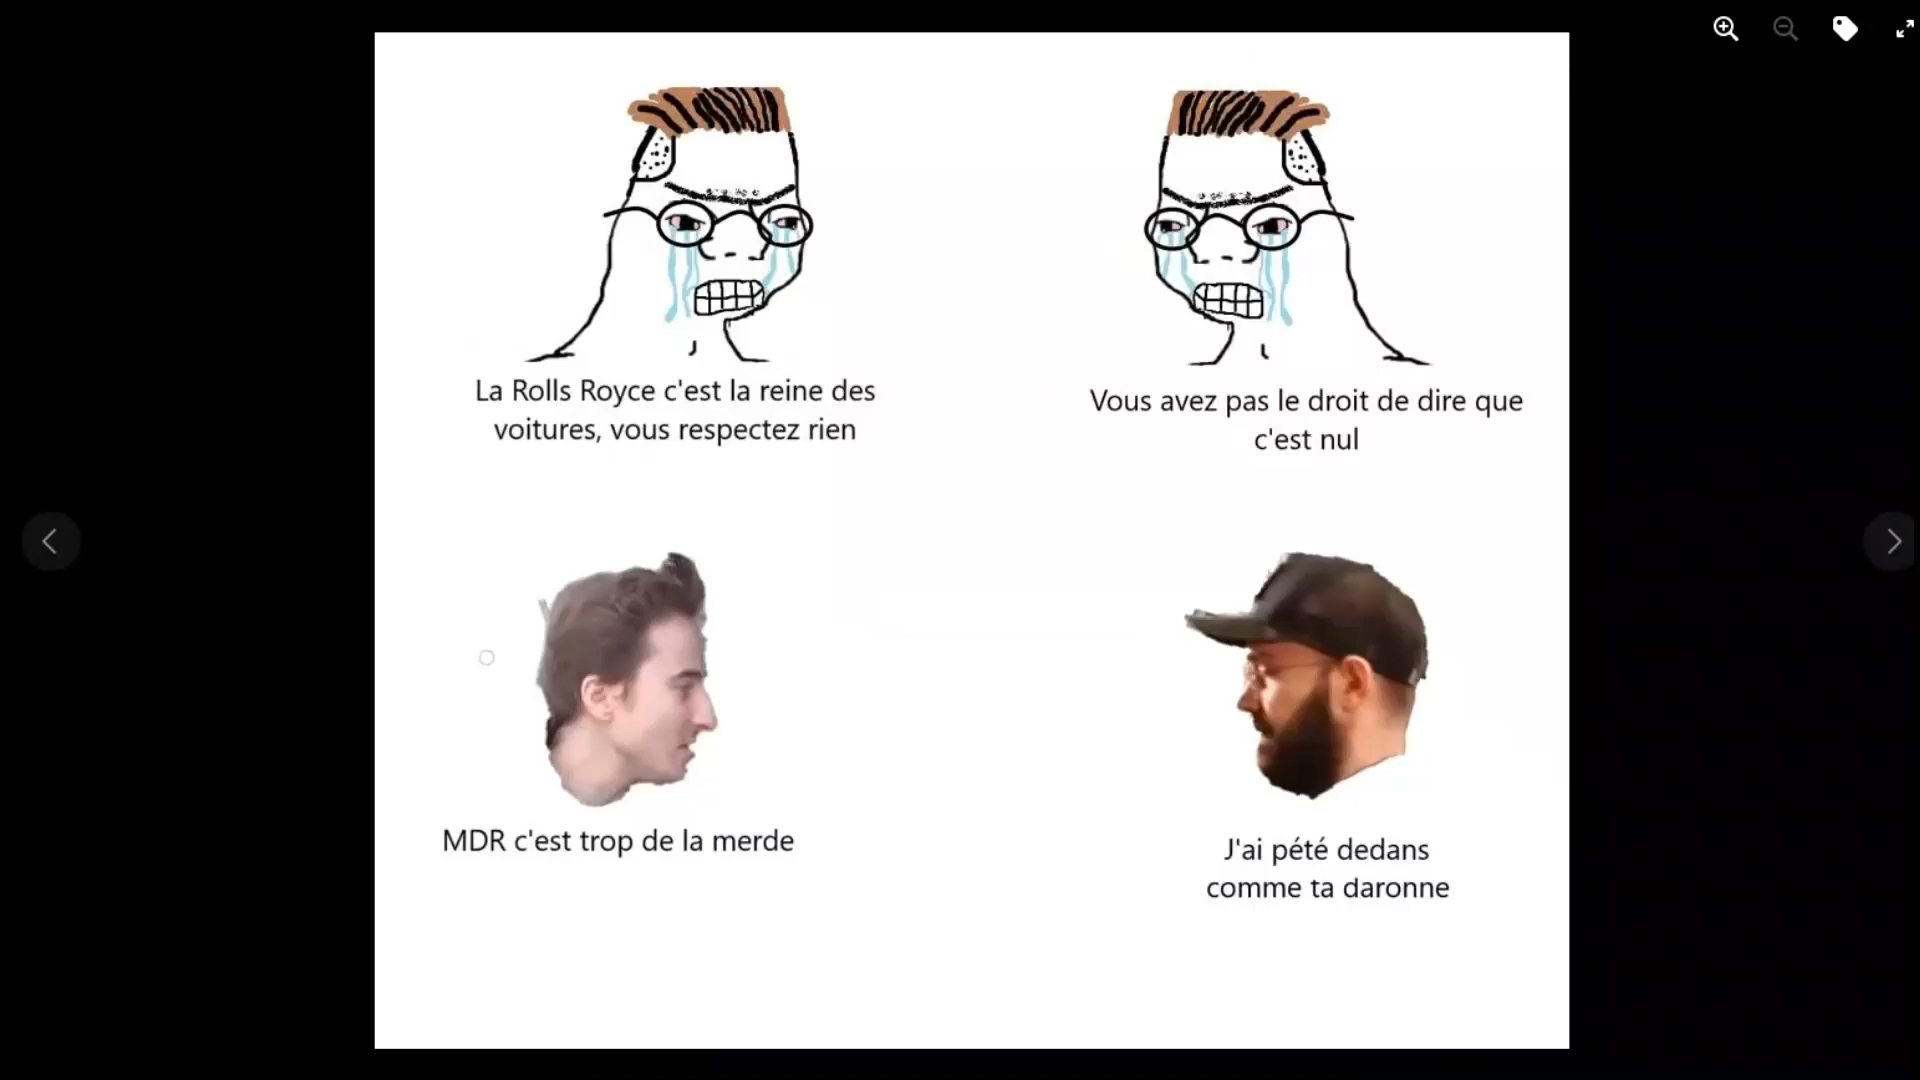 La Rolls Royce c'est la reine des
voitures, vous respectez rien
Vous avez pas le droit de dire que
c'est nul
MDR c'est trop de la merde
J'ai pété dedans
comme ta daronne